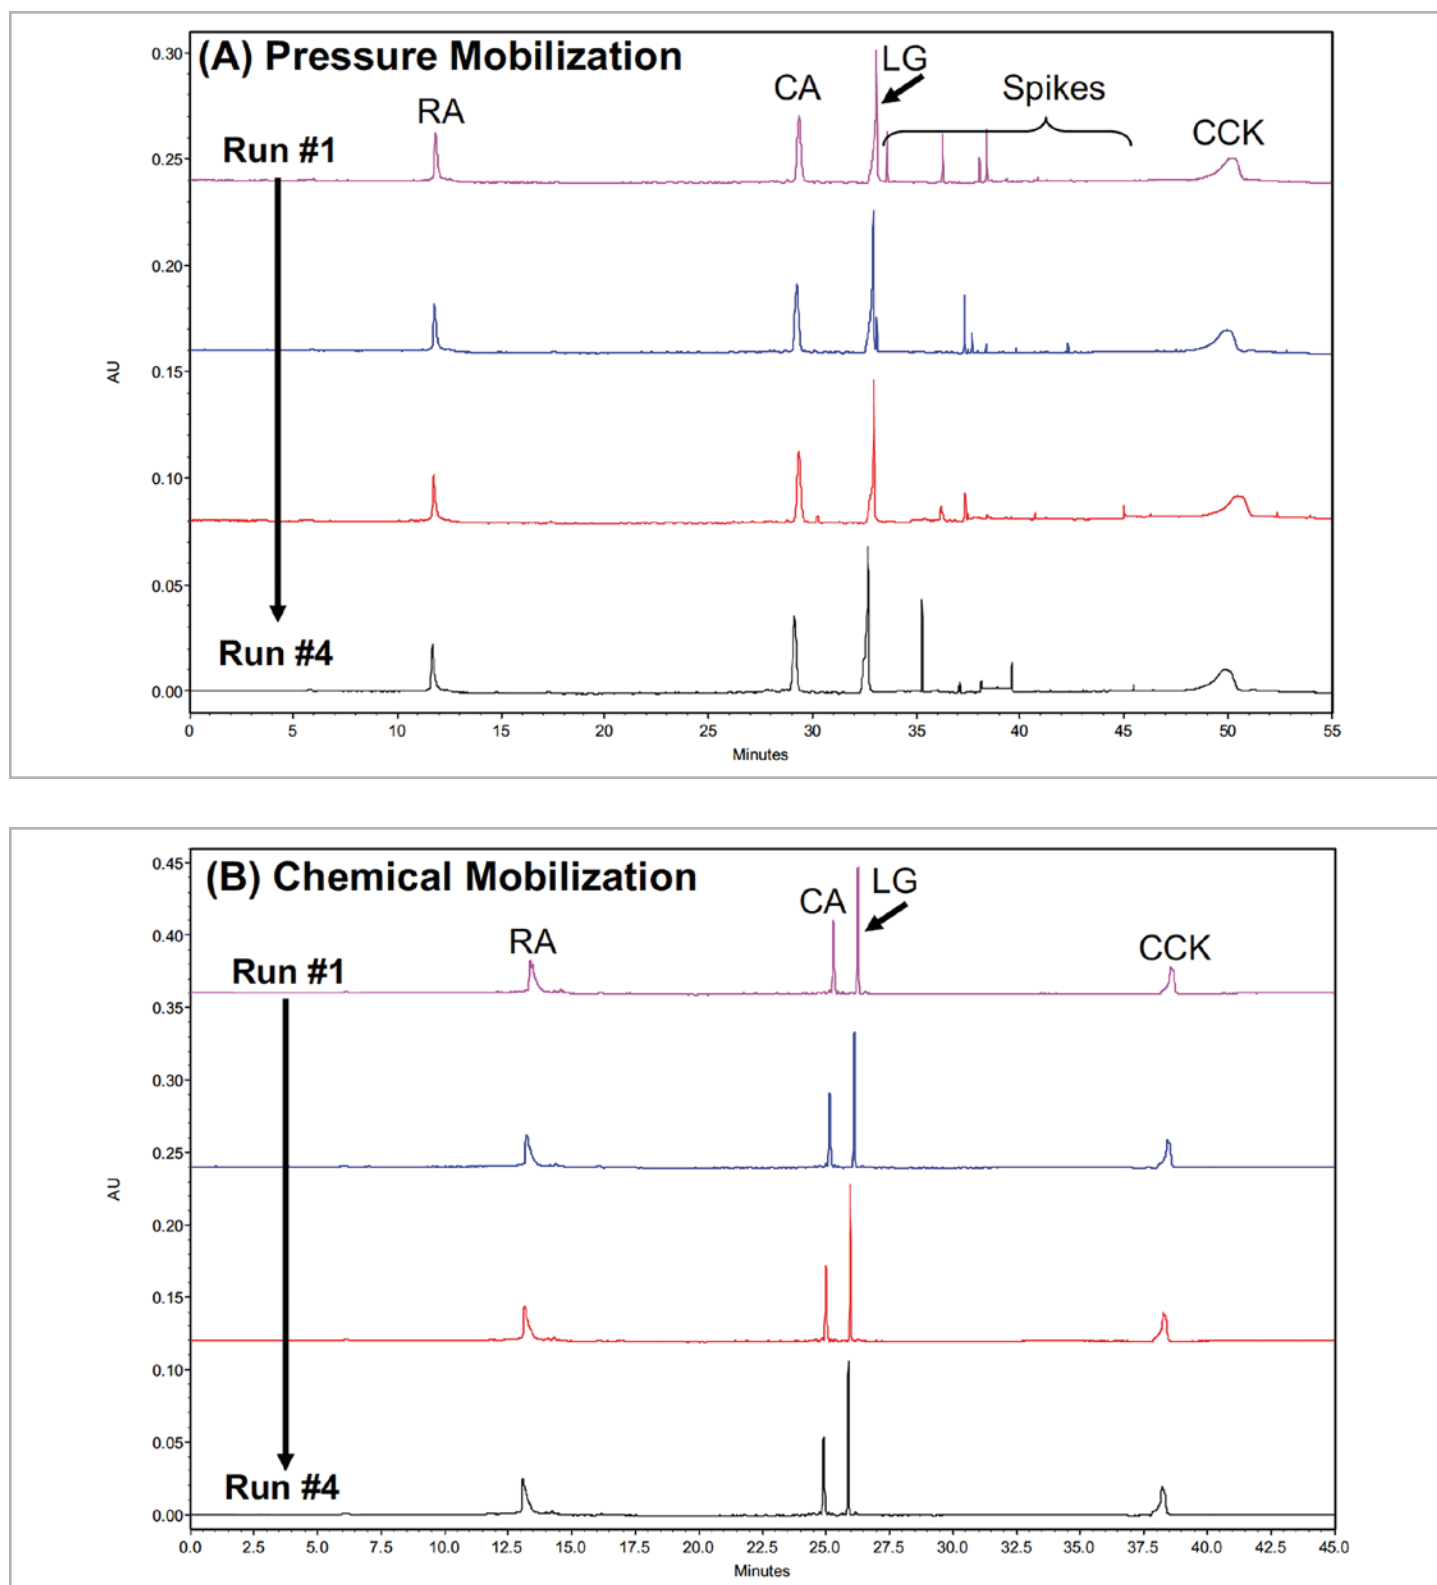 (A) Pressure Mobilization
RA
CA
LG
Spikes
CCK
Run #1
Run #4
0.30
0.25
0.20
0.15
0.10
0.05
0.00
AU
0 5 10 15 20 25 30 35 40 45 50 55
Minutes
(B) Chemical Mobilization
RA
CA
LG
CCK
Run #1
Run #4
0.45
0.40
0.35
0.30
0.25
0.20
0.15
0.10
0.05
0.00
AU
0.0 2.5 5.0 7.5 10.0 12.5 15.0 17.5 20.0 22.5 25.0 27.5 30.0 32.5 35.0 37.5 40.0 42.5 45.0
Minutes